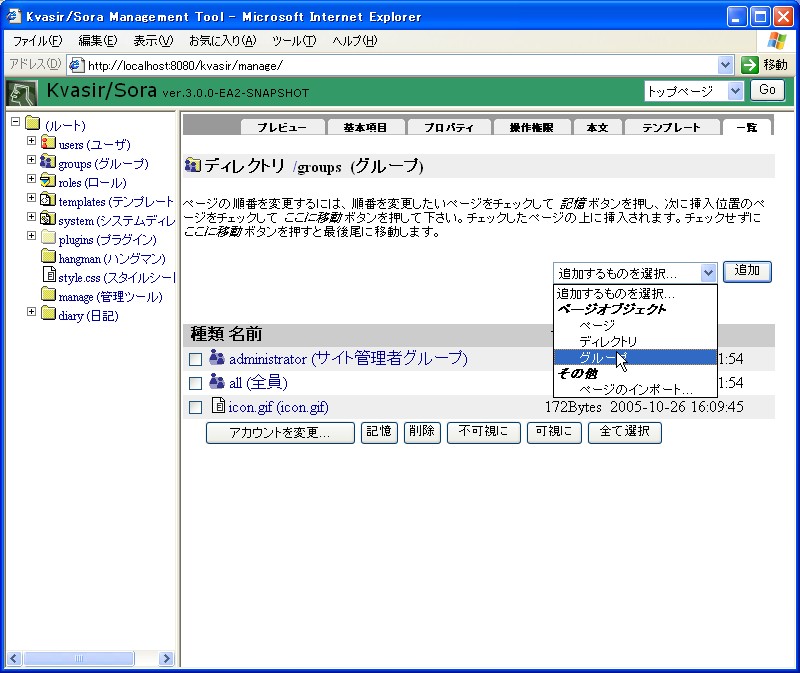 Kvasir/Sora Management Tool - Microsoft Internet Explorer
ファイル(F) 編集(E) 表示(V) お気に入り(A) ツール(T) ヘルプ(H)
アドレス(D) http://localhost:8080/kvasir/manage/ 移動
Kvasir/Sora ver.3.0.0-EA2-SNAPSHOT トップページ Go
(ルート)
users (ユーザ)
groups (グループ)
roles (ロール)
templates (テンプレート
system (システムディレ
plugins (プラグイン)
hangman (ハングマン)
style.css (スタイルシート
manage (管理ツール)
diary (日記)
プレビュー 基本項目 プロパティ 操作権限 本文 テンプレート 一覧
ディレクトリ /groups (グループ)
ページの順番を変更するには、順番を変更したいページをチェックして 記憶 ボタンを押し、次に挿入位置のペ
ージをチェックして ここに移動 ボタンを押して下さい。チェックしたページの上に挿入されます。チェックせずに
ここに移動 ボタンを押すと最後尾に移動します。
追加するものを選択... 追加
追加するものを選択...
ページオブジェクト
ページ
ディレクトリ
グループ
その他
ページのインポート...
種類 名前
administrator (サイト管理者グループ) 1:54
all (全員) 1:54
icon.gif (icon.gif) 172Bytes 2005-10-26 16:09:45
アカウントを変更... 記憶 削除 不可視に 可視に 全て選択